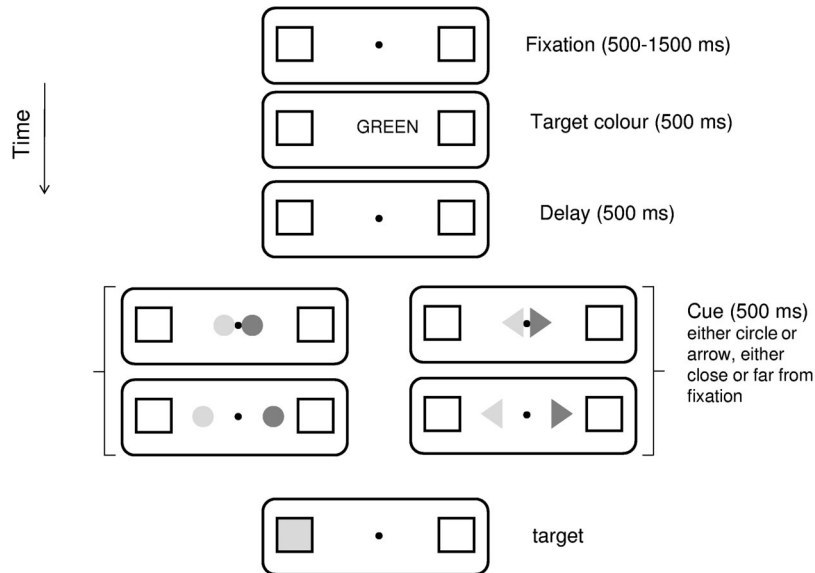 Fixation (500-1500 ms)
Time
GREEN
Target colour (500 ms)
Delay (500 ms)
Cue (500 ms)
either circle or
arrow, either
close or far from
fixation
target